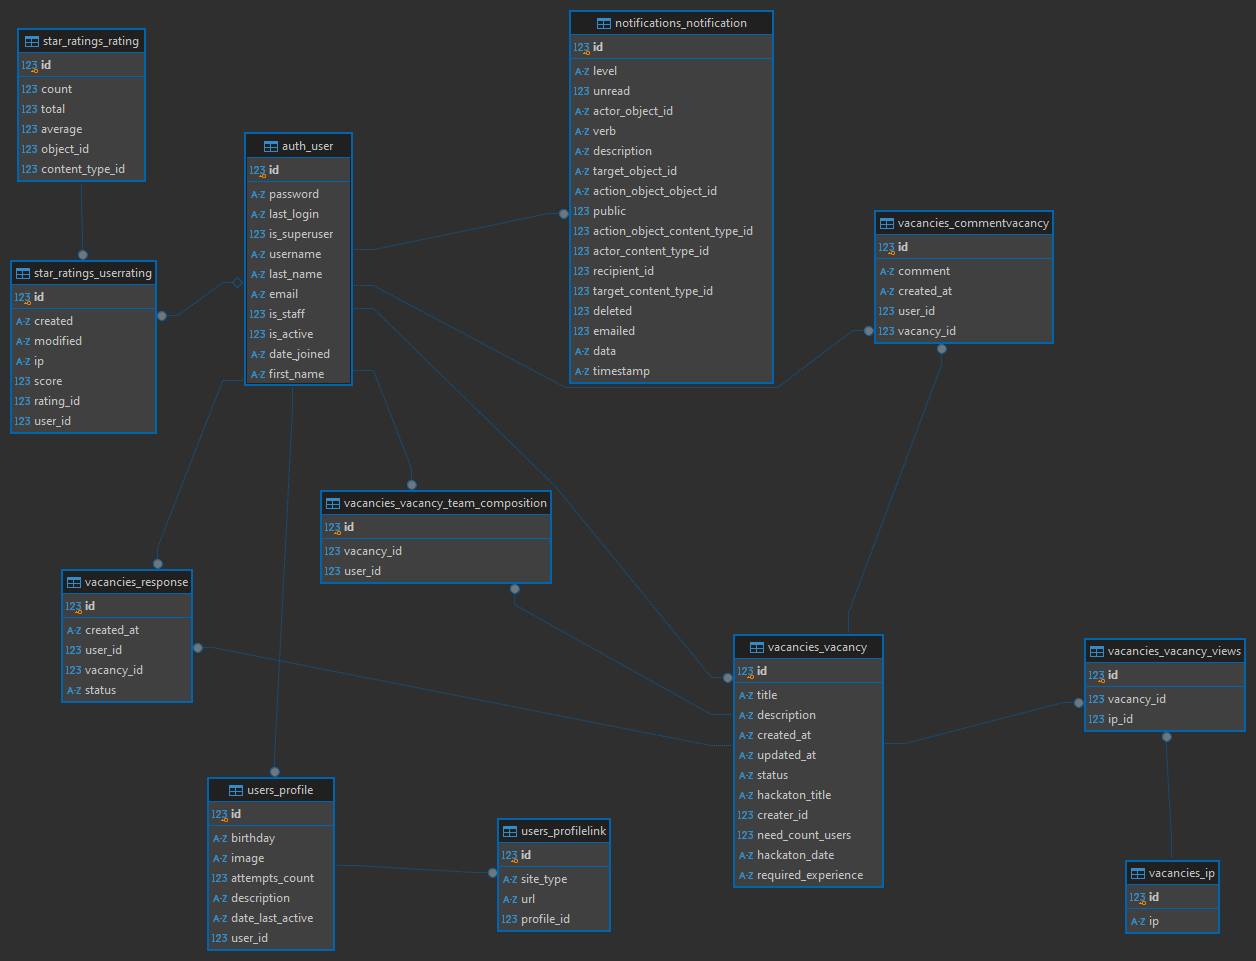 star_ratings_rating
123 id
123 count
123 total
123 average
123 object_id
123 content_type_id
notifications_notification
123 id
A-Z level
123 unread
123 actor_object_id
A-Z verb
A-Z description
123 target_object_id
123 action_object_object_id
123 public
123 action_object_content_type_id
123 actor_content_type_id
123 recipient_id
123 target_content_type_id
123 deleted
123 emailed
A-Z data
A-Z timestamp
auth_user
123 id
A-Z password
A-Z last_login
123 is_superuser
A-Z username
A-Z last_name
A-Z email
123 is_staff
123 is_active
A-Z date_joined
A-Z first_name
vacancies_commentvacancy
123 id
A-Z comment
A-Z created_at
123 user_id
123 vacancy_id
star_ratings_userrating
123 id
A-Z created
A-Z modified
A-Z ip
123 score
123 rating_id
123 user_id
vacancies_vacancy_team_composition
123 id
123 vacancy_id
123 user_id
vacancies_response
123 id
A-Z created_at
123 user_id
123 vacancy_id
A-Z status
vacancies_vacancy
123 id
A-Z title
A-Z description
A-Z created_at
A-Z updated_at
A-Z status
A-Z hackaton_title
123 creater_id
123 need_count_users
A-Z hackaton_date
A-Z required_experience
vacancies_vacancy_views
123 id
123 vacancy_id
123 ip_id
users_profile
123 id
A-Z birthday
A-Z image
123 attempts_count
A-Z description
A-Z date_last_active
123 user_id
users_profilelink
123 id
A-Z site_type
A-Z url
123 profile_id
vacancies_ip
123 id
A-Z ip